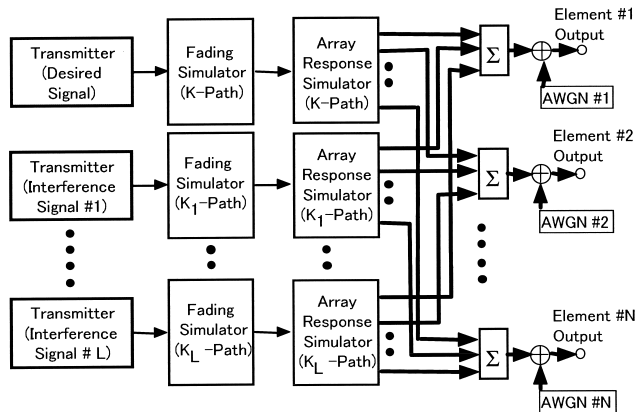 Transmitter
(Desired
Signal)
Fading
Simulator
(K-Path)
Array
Response
Simulator
(K-Path)
Σ
Element #1
Output
AWGN #1
Transmitter
(Interference
Signal #1)
Fading
Simulator
(K₁-Path)
Array
Response
Simulator
(K₁-Path)
Σ
Element #2
Output
AWGN #2
Transmitter
(Interference
Signal # L)
Fading
Simulator
(K_L -Path)
Array
Response
Simulator
(K_L -Path)
Σ
Element #N
Output
AWGN #N